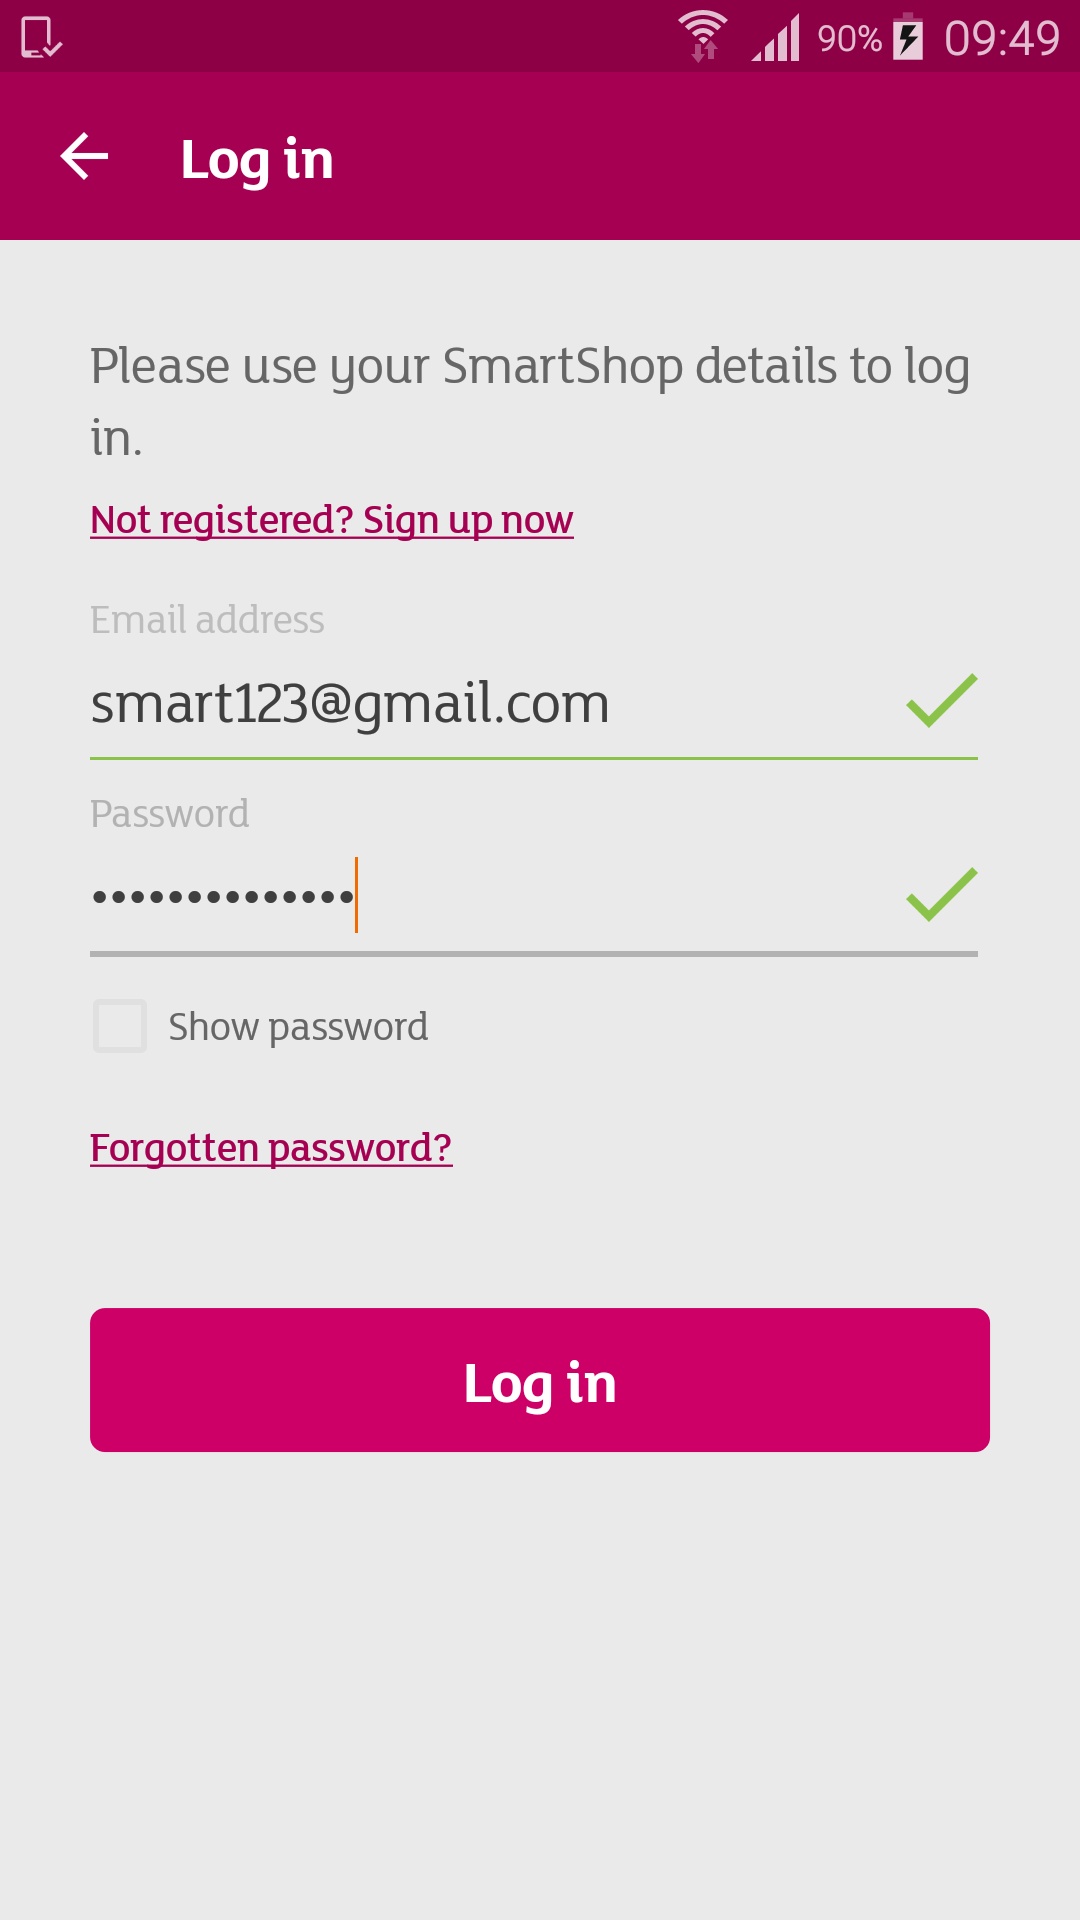 90% 09:49
Log in
Please use your SmartShop details to log
in.
Not registered? Sign up now
Email address
smart123@gmail.com
Password
••••••••••••••
Show password
Forgotten password?
Log in